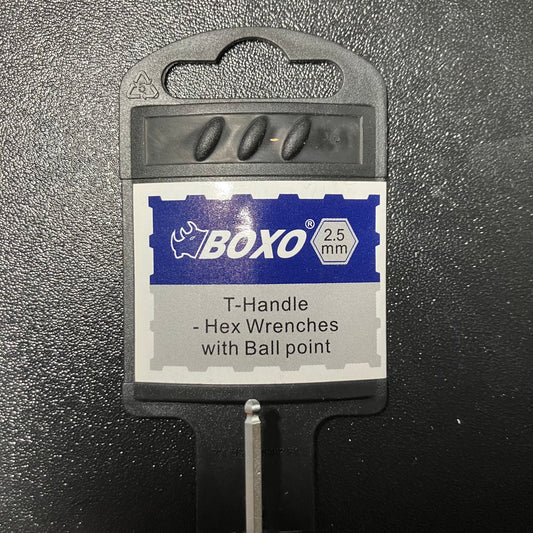 BOXO®
2.5
mm
T-Handle
- Hex Wrenches
with Ball point